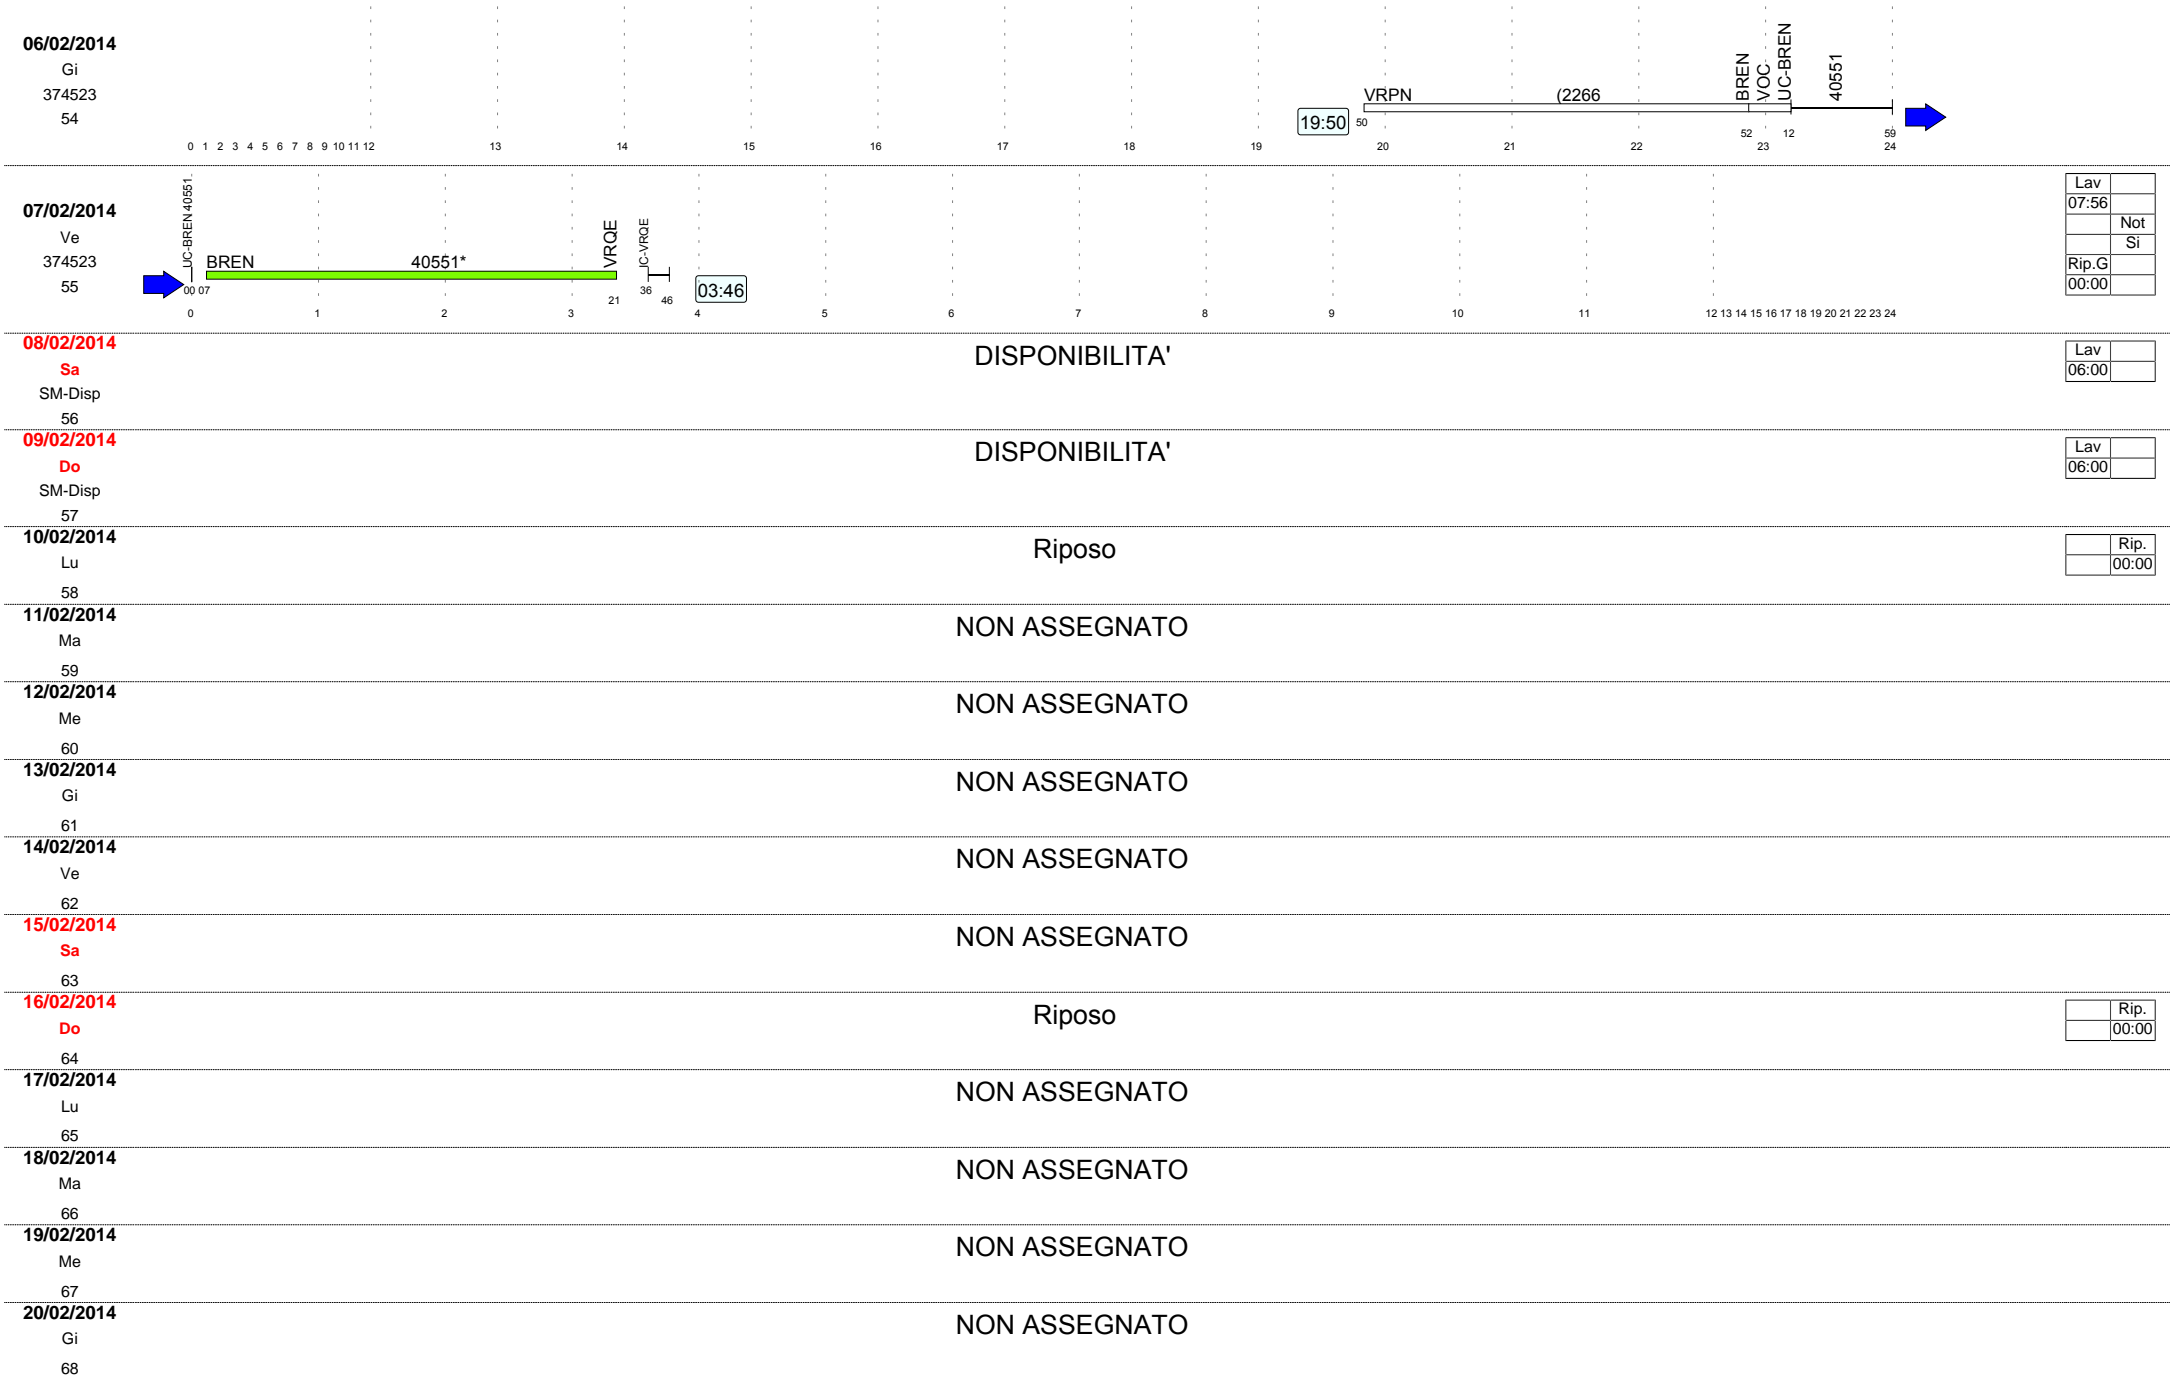 06/02/2014
Gi
374523
54
19:50
VRPN (2266 BREN VOC UC-BREN 40551
50 52 12 59
0 1 2 3 4 5 6 7 8 9 10 11 12 13 14 15 16 17 18 19 20 21 22 23 24
07/02/2014
Ve
374523
55
UC-BREN 40551
BREN 40551* VRQE
00 07 21 36 46
03:46
0 1 2 3 4 5 6 7 8 9 10 11 12 13 14 15 16 17 18 19 20 21 22 23 24
Lav
07:56
Not
Si
Rip.G
00:00
08/02/2014
Sa
SM-Disp
56
DISPONIBILITA'
Lav
06:00
09/02/2014
Do
SM-Disp
57
DISPONIBILITA'
Lav
06:00
10/02/2014
Lu
58
Riposo
Rip.
00:00
11/02/2014
Ma
59
NON ASSEGNATO
12/02/2014
Me
60
NON ASSEGNATO
13/02/2014
Gi
61
NON ASSEGNATO
14/02/2014
Ve
62
NON ASSEGNATO
15/02/2014
Sa
63
NON ASSEGNATO
16/02/2014
Do
64
Riposo
Rip.
00:00
17/02/2014
Lu
65
NON ASSEGNATO
18/02/2014
Ma
66
NON ASSEGNATO
19/02/2014
Me
67
NON ASSEGNATO
20/02/2014
Gi
68
NON ASSEGNATO